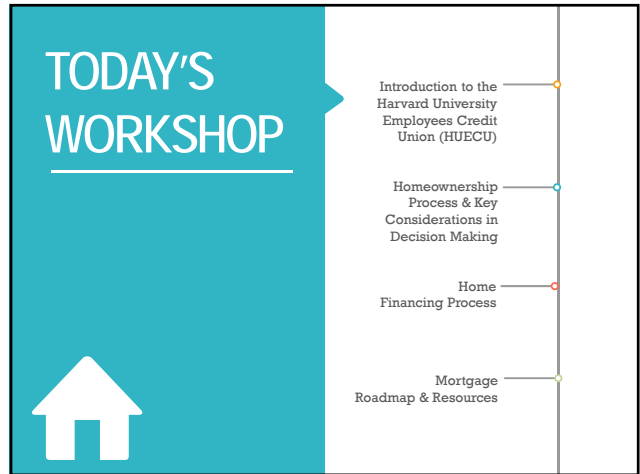 TODAY'S
WORKSHOP
Introduction to the
Harvard University
Employees Credit
Union (HUECU)
Homeownership
Process & Key
Considerations in
Decision Making
Home
Financing Process
Mortgage
Roadmap & Resources